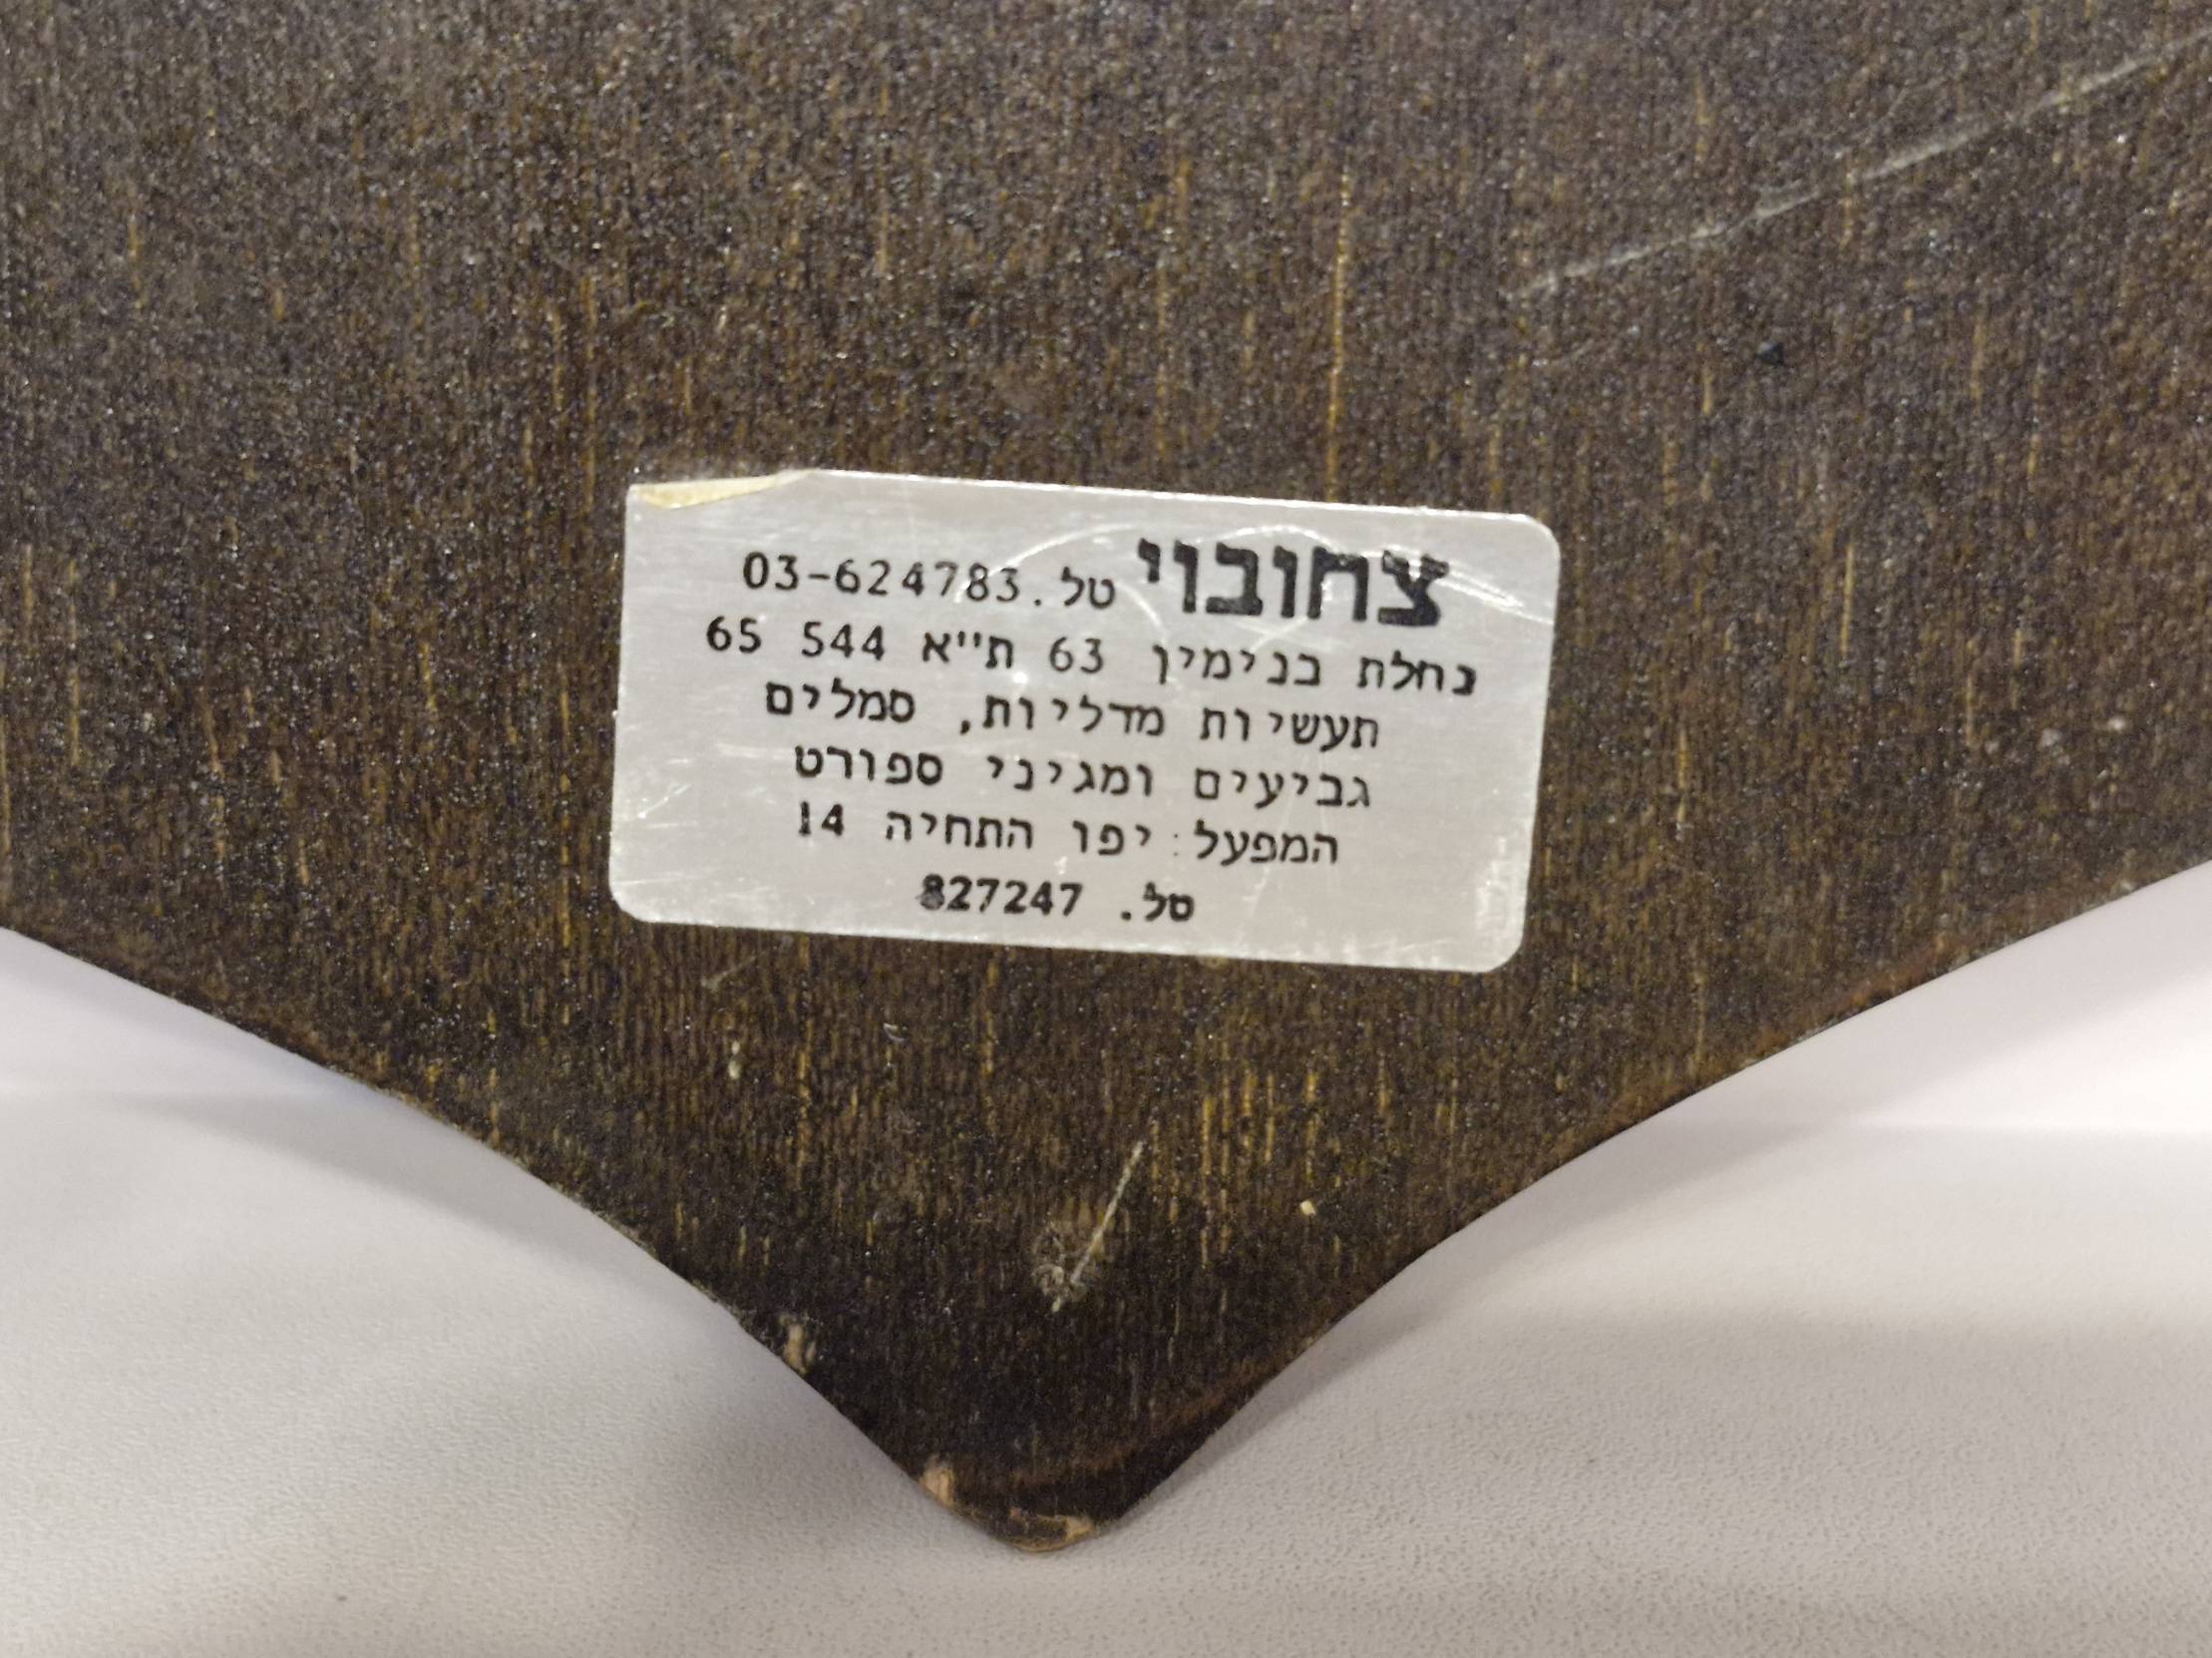 צחובוי טל. 03-624783
נחלת בנימין 63 ת''א 544 65
תעשיות מדליות, סמלים
גביעים ומגיני ספורט
המפעל: יפו התחיה 14
טל. 827247